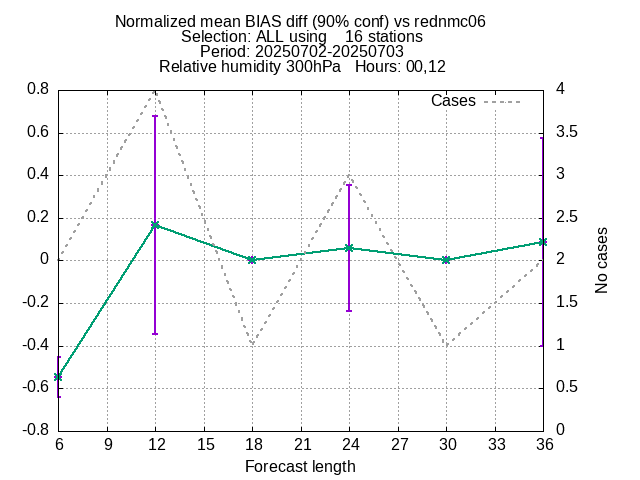 Normalized mean BIAS diff (90% conf) vs rednmc06
Selection: ALL using    16 stations
Period: 20250702-20250703
Relative humidity 300hPa   Hours: 00,12
Cases
0.8
0.6
0.4
0.2
0
-0.2
-0.4
-0.6
-0.8
4
3.5
3
2.5
2
1.5
1
0.5
0
No cases
6 9 12 15 18 21 24 27 30 33 36
Forecast length